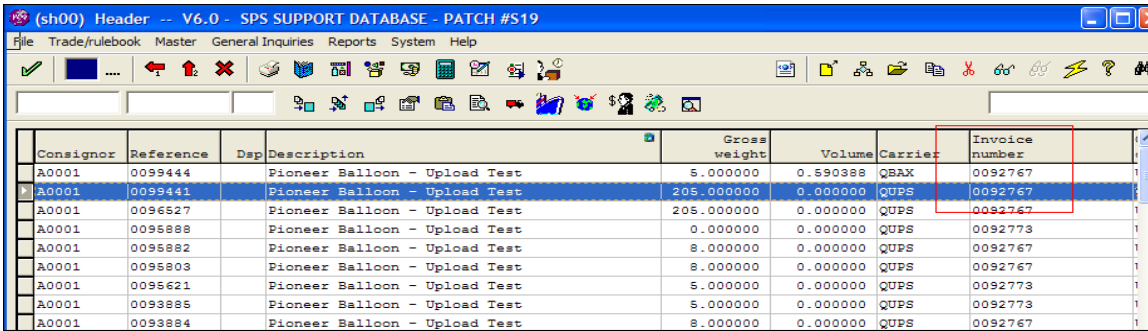 (sh00) Header -- V6.0 - SPS SUPPORT DATABASE - PATCH #S19
File Trade/rulebook Master General Inquiries Reports System Help
Gross Invoice
Consignor Reference Dsp Description weight Volume Carrier number
A0001 0099444 Pioneer Balloon - Upload Test 5.000000 0.590388 QBAX 0092767
A0001 0099441 Pioneer Balloon - Upload Test 205.000000 0.000000 QUPS 0092767
A0001 0096527 Pioneer Balloon - Upload Test 205.000000 0.000000 QUPS 0092767
A0001 0095888 Pioneer Balloon - Upload Test 0.000000 0.000000 QUPS 0092773
A0001 0095882 Pioneer Balloon - Upload Test 8.000000 0.000000 QUPS 0092767
A0001 0095803 Pioneer Balloon - Upload Test 8.000000 0.000000 QUPS 0092767
A0001 0095621 Pioneer Balloon - Upload Test 5.000000 0.000000 QUPS 0092773
A0001 0093885 Pioneer Balloon - Upload Test 5.000000 0.000000 QUPS 0092773
A0001 0093884 Pioneer Balloon - Upload Test 8.000000 0.000000 QUPS 0092767